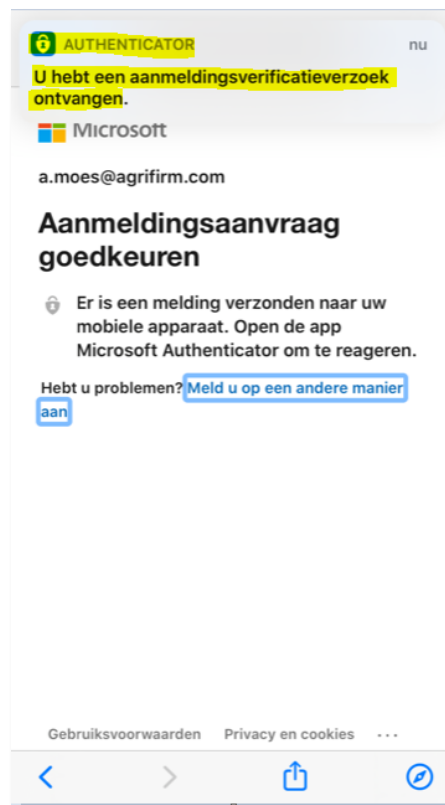 AUTHENTICATOR nu
U hebt een aanmeldingsverificatieverzoek
ontvangen.
Microsoft
a.moes@agrifirm.com
Aanmeldingsaanvraag
goedkeuren
Er is een melding verzonden naar uw
mobiele apparaat. Open de app
Microsoft Authenticator om te reageren.
Hebt u problemen? Meld u op een andere manier
aan
Gebruiksvoorwaarden Privacy en cookies ...